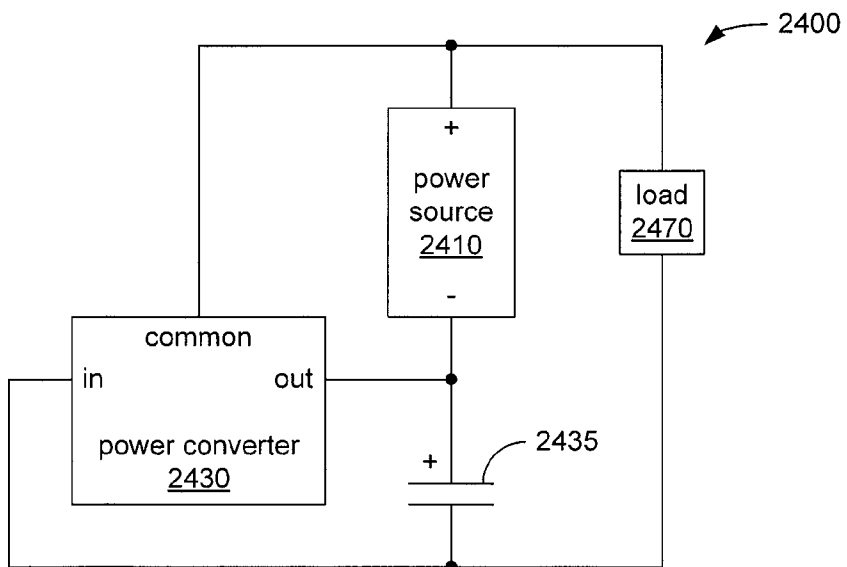 2400
+
power
source
2410
-
load
2470
common
in out
power converter
2430
+
2435